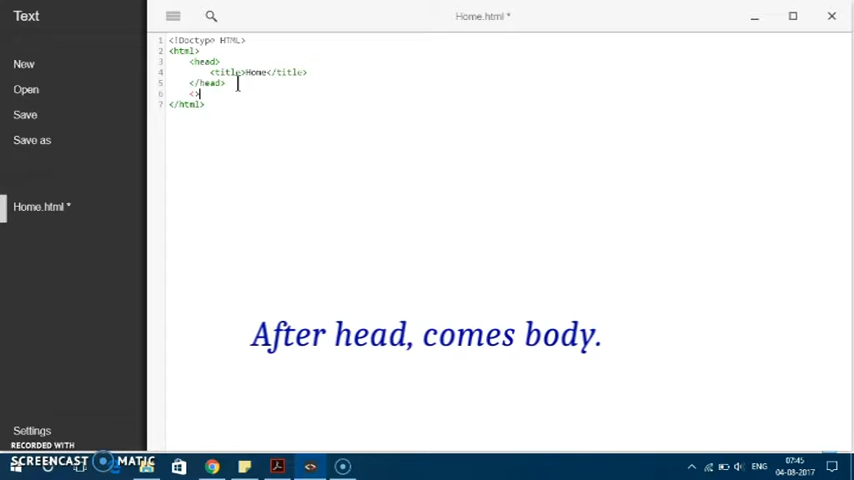 Text
Home.html *
New
Open
Save
Save as
Home.html *
Settings
1 <!Doctype HTML>
2 <html>
3 <head>
4 <title>Home</title>
5 </head>
6 <>
7 </html>
After head, comes body.
RECORDED WITH
SCREENCAST MATIC
ENG
07:45
04-08-2017